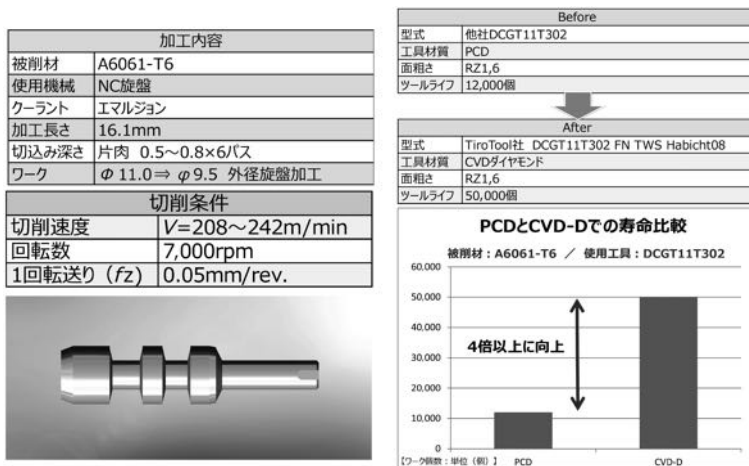 加工内容
被削材 A6061-T6
使用機械 NC旋盤
クーラント エマルジョン
加工長さ 16.1mm
切込み深さ 片肉 0.5～0.8×6パス
ワーク Φ 11.0⇒ φ9.5 外径旋盤加工
切削条件
切削速度 V=208～242m/min
回転数 7,000rpm
1回転送り（fz） 0.05mm/rev.
Before
型式 他社DCGT11T302
工具材質 PCD
面粗さ RZ1,6
ツールライフ 12,000個
After
型式 TiroTool社 DCGT11T302 FN TWS Habicht08
工具材質 CVDダイヤモンド
面粗さ RZ1,6
ツールライフ 50,000個
PCDとCVD-Dでの寿命比較
被削材：A6061-T6 ／ 使用工具：DCGT11T302
60,000
50,000
40,000
30,000
20,000
10,000
0
4倍以上に向上
【ワーク個数：単位（個）】 PCD CVD-D